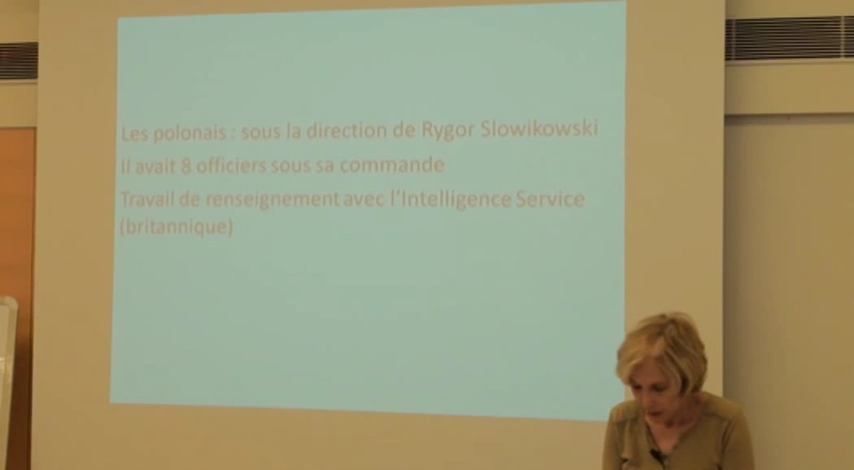 Les polonais : sous la direction de Rygor Slowikowski
Il avait 8 officiers sous sa commande
Travail de renseignement avec l'Intelligence Service
(britannique)